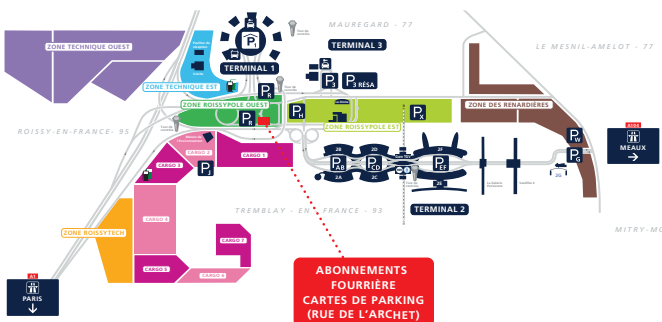 MAUREGARD - 77
LE MESNIL-AMELOT - 77
ZONE TECHNIQUE OUEST
TERMINAL 3
TERMINAL 1
P1
PR
P3
P3 RÉSA
ZONE TECHNIQUE EST
ZONE ROISSYPOLE OUEST
PR
PH
PX
ZONE DES RENARDIÈRES
ROISSY-EN-FRANCE- 95
ZONE ROISSYPOLE EST
PW
PG
A104
MEAUX
CARGO 2
CARGO 1
CARGO 3
2B
2D
2F
PAB
PCD
PEF
2A
2C
2E
2G
TREMBLAY - EN - FRANCE - 93
TERMINAL 2
CARGO 4
ZONE ROISSYTECH
CARGO 7
CARGO 5
CARGO 6
MITRY-MO
A1
PARIS
ABONNEMENTS
FOURRIÈRE
CARTES DE PARKING
(RUE DE L'ARCHET)